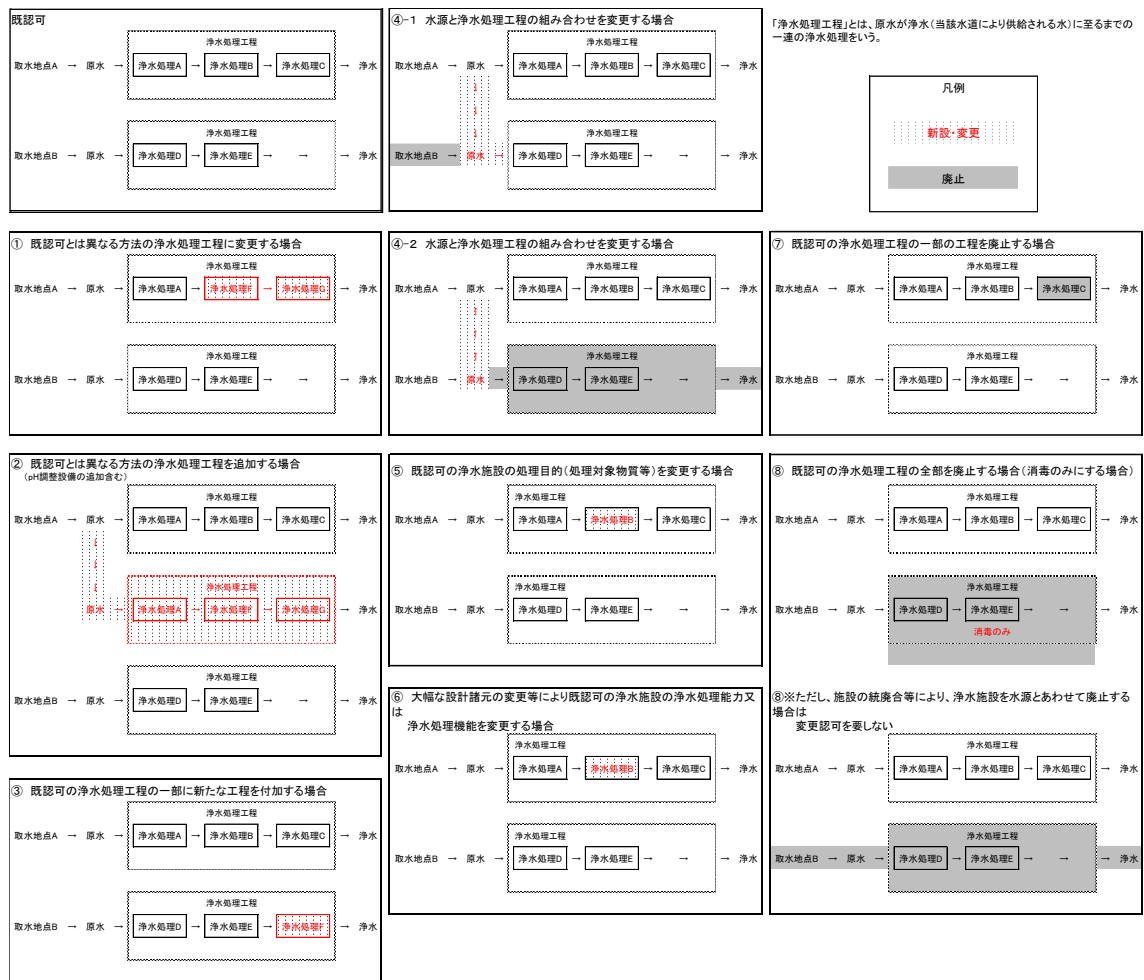 既認可
浄水処理工程
取水地点A → 原水 → 浄水処理A → 浄水処理B → 浄水処理C → 浄水
浄水処理工程
取水地点B → 原水 → 浄水処理D → 浄水処理E → → 浄水
④-1 水源と浄水処理工程の組み合わせを変更する場合
浄水処理工程
取水地点A → 原水 → 浄水処理A → 浄水処理B → 浄水処理C → 浄水
↓
↓
↓
浄水処理工程
取水地点B → 原水 → 浄水処理D → 浄水処理E → → 浄水
「浄水処理工程」とは、原水が浄水(当該水道により供給される水)に至るまでの
一連の浄水処理をいう。
凡例
新設・変更
廃止
① 既認可とは異なる方法の浄水処理工程に変更する場合
浄水処理工程
取水地点A → 原水 → 浄水処理A → 浄水処理F → 浄水処理G → 浄水
浄水処理工程
取水地点B → 原水 → 浄水処理D → 浄水処理E → → 浄水
④-2 水源と浄水処理工程の組み合わせを変更する場合
浄水処理工程
取水地点A → 原水 → 浄水処理A → 浄水処理B → 浄水処理C → 浄水
↑
↑
↑
浄水処理工程
取水地点B → 原水 → 浄水処理D → 浄水処理E → → 浄水
⑦ 既認可の浄水処理工程の一部の工程を廃止する場合
浄水処理工程
取水地点A → 原水 → 浄水処理A → 浄水処理B → 浄水処理C → 浄水
浄水処理工程
取水地点B → 原水 → 浄水処理D → 浄水処理E → → 浄水
② 既認可とは異なる方法の浄水処理工程を追加する場合
(pH調整設備の追加含む)
浄水処理工程
取水地点A → 原水 → 浄水処理A → 浄水処理B → 浄水処理C → 浄水
↓
↓
↓
浄水処理工程
原水 → 浄水処理A → 浄水処理F → 浄水処理G → 浄水
浄水処理工程
取水地点B → 原水 → 浄水処理D → 浄水処理E → → 浄水
⑤ 既認可の浄水施設の処理目的(処理対象物質等)を変更する場合
浄水処理工程
取水地点A → 原水 → 浄水処理A → 浄水処理B → 浄水処理C → 浄水
浄水処理工程
取水地点B → 原水 → 浄水処理D → 浄水処理E → → 浄水
⑧ 既認可の浄水処理工程の全部を廃止する場合(消毒のみにする場合)
浄水処理工程
取水地点A → 原水 → 浄水処理A → 浄水処理B → 浄水処理C → 浄水
浄水処理工程
取水地点B → 原水 → 浄水処理D → 浄水処理E → → 浄水
消毒のみ
③ 既認可の浄水処理工程の一部に新たな工程を付加する場合
浄水処理工程
取水地点A → 原水 → 浄水処理A → 浄水処理B → 浄水処理C → 浄水
浄水処理工程
取水地点B → 原水 → 浄水処理D → 浄水処理E → 浄水処理F → 浄水
⑥ 大幅な設計諸元の変更等により既認可の浄水施設の浄水処理能力又
は
浄水処理機能を変更する場合
浄水処理工程
取水地点A → 原水 → 浄水処理A → 浄水処理B → 浄水処理C → 浄水
浄水処理工程
取水地点B → 原水 → 浄水処理D → 浄水処理E → → 浄水
⑧※ただし、施設の統廃合等により、浄水施設を水源とあわせて廃止する
場合は
変更認可を要しない
浄水処理工程
取水地点A → 原水 → 浄水処理A → 浄水処理B → 浄水処理C → 浄水
浄水処理工程
取水地点B → 原水 → 浄水処理D → 浄水処理E → → 浄水